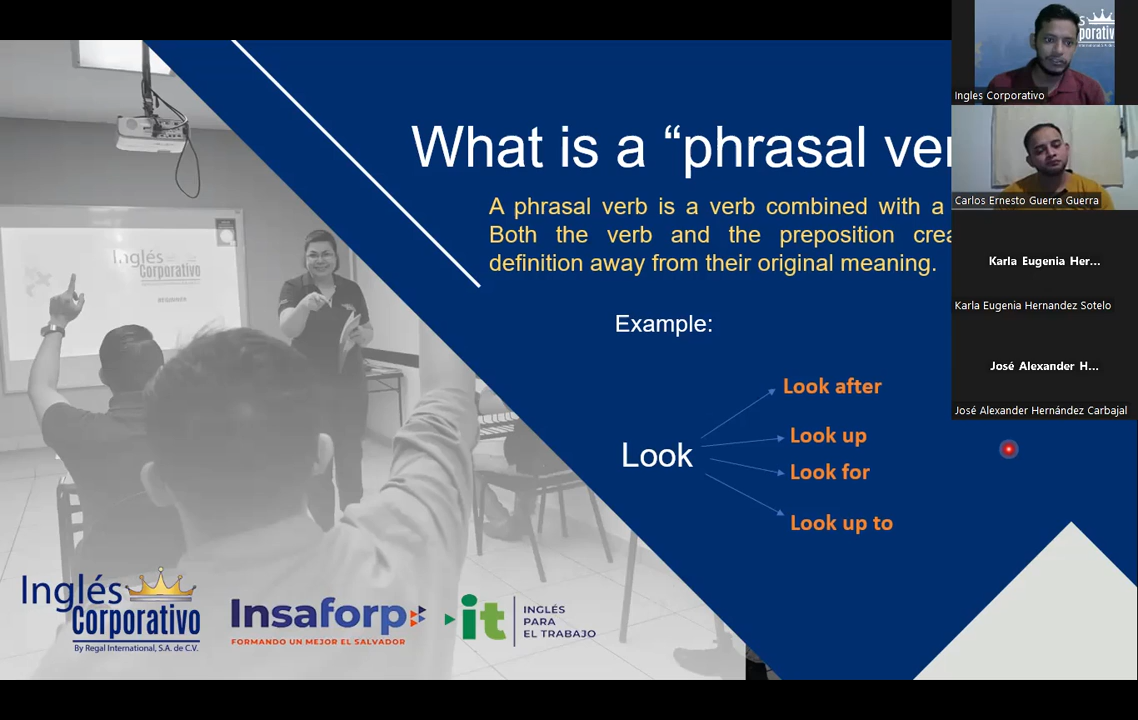 What is a “phrasal ver
A phrasal verb is a verb combined with a
Both the verb and the preposition crea
definition away from their original meaning.
Example:
Look
Look after
Look up
Look for
Look up to
Inglés
Corporativo
BEGINNER
Inglés
Corporativo
By Regal International, S.A. de C.V.
Insaforp
FORMANDO UN MEJOR EL SALVADOR
it
INGLÉS
PARA
EL TRABAJO
Ingles Corporativo
Carlos Ernesto Guerra Guerra
Karla Eugenia Her...
Karla Eugenia Hernandez Sotelo
José Alexander H...
José Alexander Hernández Carbajal